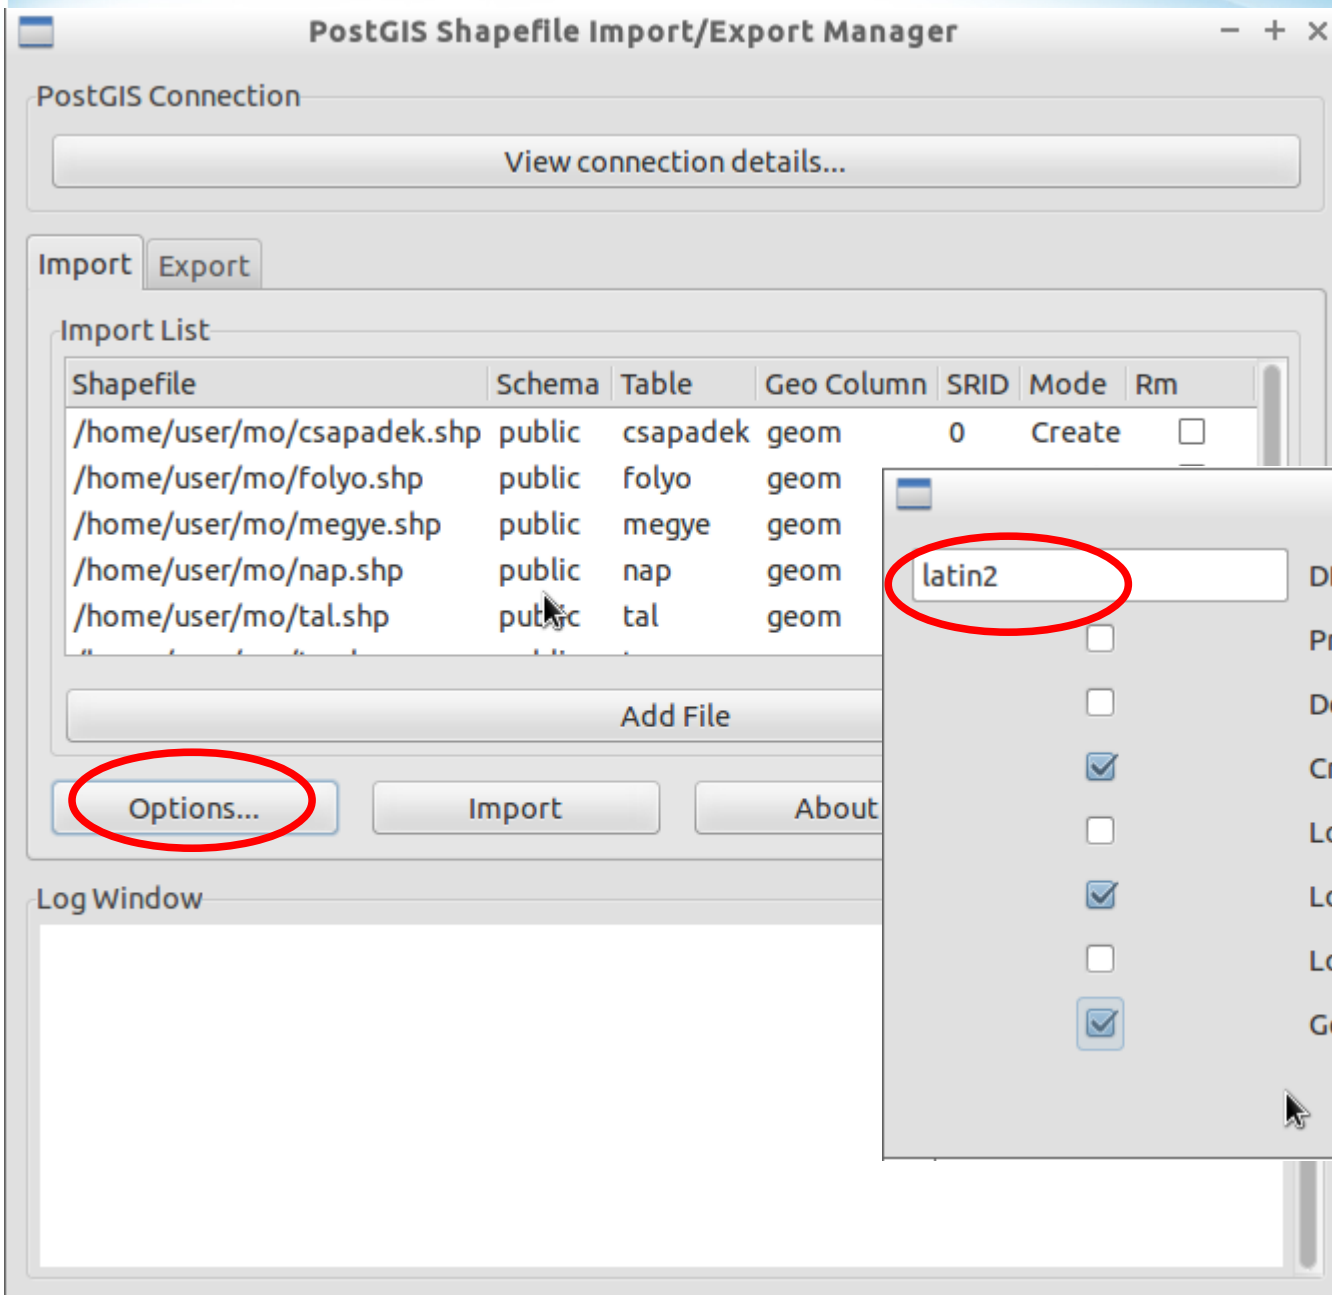 PostGIS Shapefile Import/Export Manager
PostGIS Connection
View connection details...
Import Export
Import List
Shapefile Schema Table Geo Column SRID Mode Rm
/home/user/mo/csapadek.shp public csapadek geom 0 Create
/home/user/mo/folyo.shp public folyo geom
/home/user/mo/megye.shp public megye geom
/home/user/mo/nap.shp public nap geom
/home/user/mo/tal.shp public tal geom
Add File
Options... Import About
Log Window
latin2